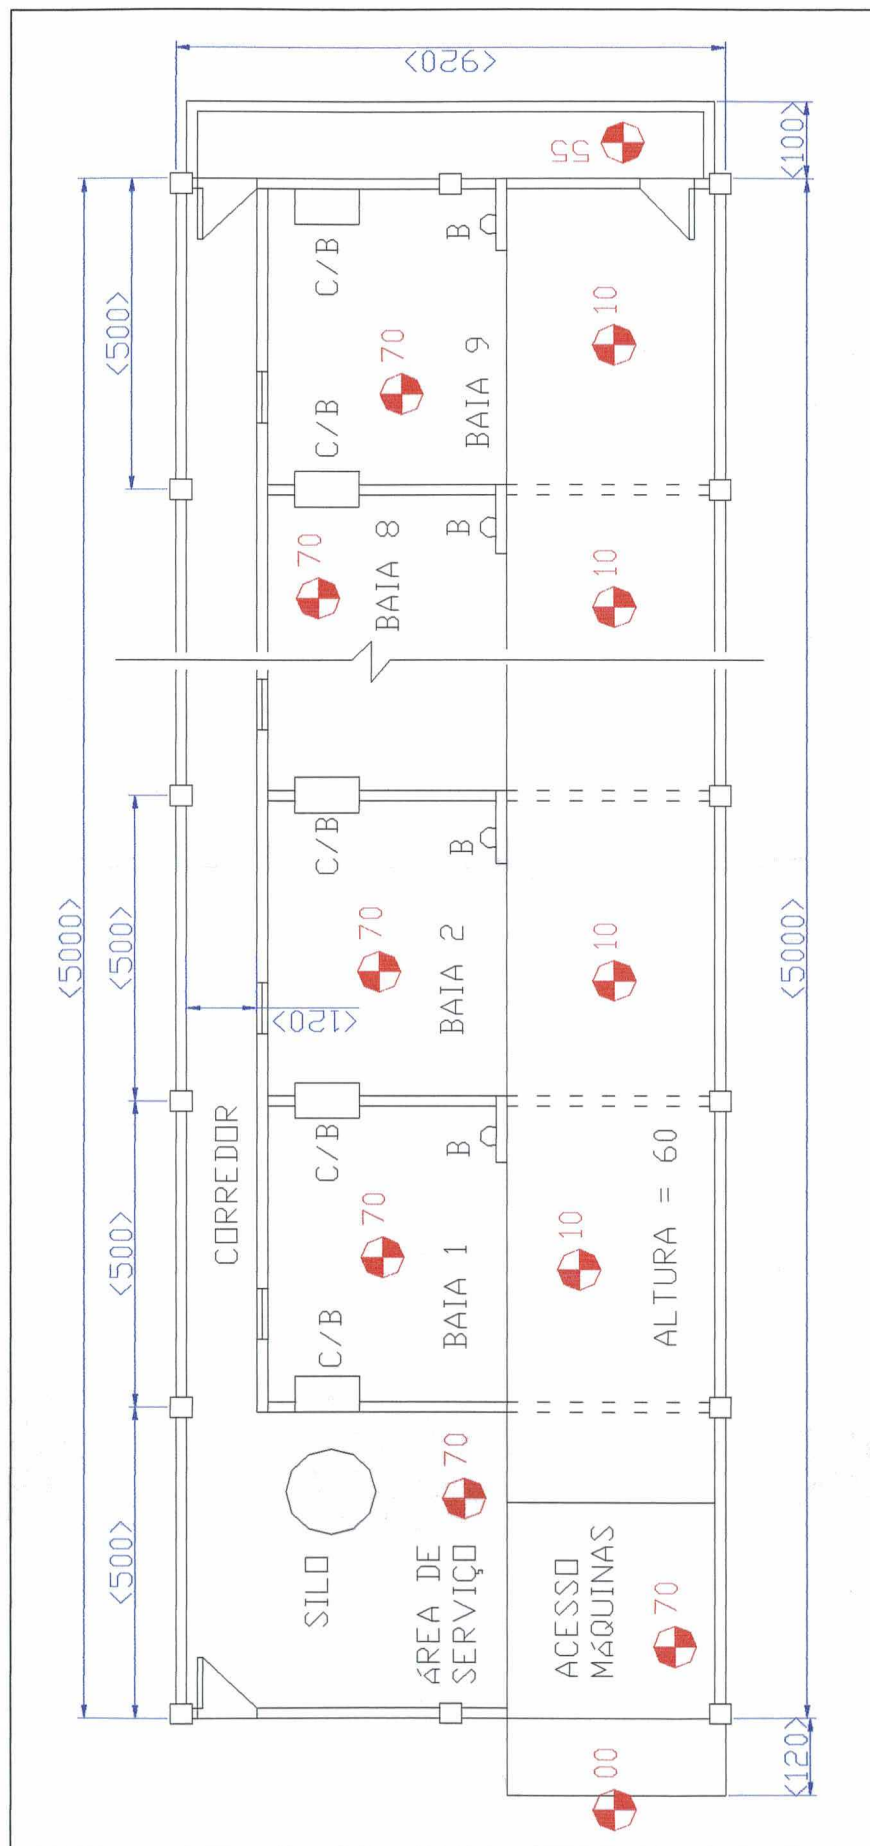 <920>
<5000>
<500>
<500>
<500>
<500>
<100>
55
CORREDOR
<120>
C/B
C/B
C/B
C/B
C/B
B
B
B
B
70
BAIA 9
70
BAIA 8
70
BAIA 2
70
BAIA 1
10
10
10
10
ALTURA = 60
SILO
70
ÁREA DE
SERVIÇO
ACESSO
MÁQUINAS
70
00
<5000>
<120>